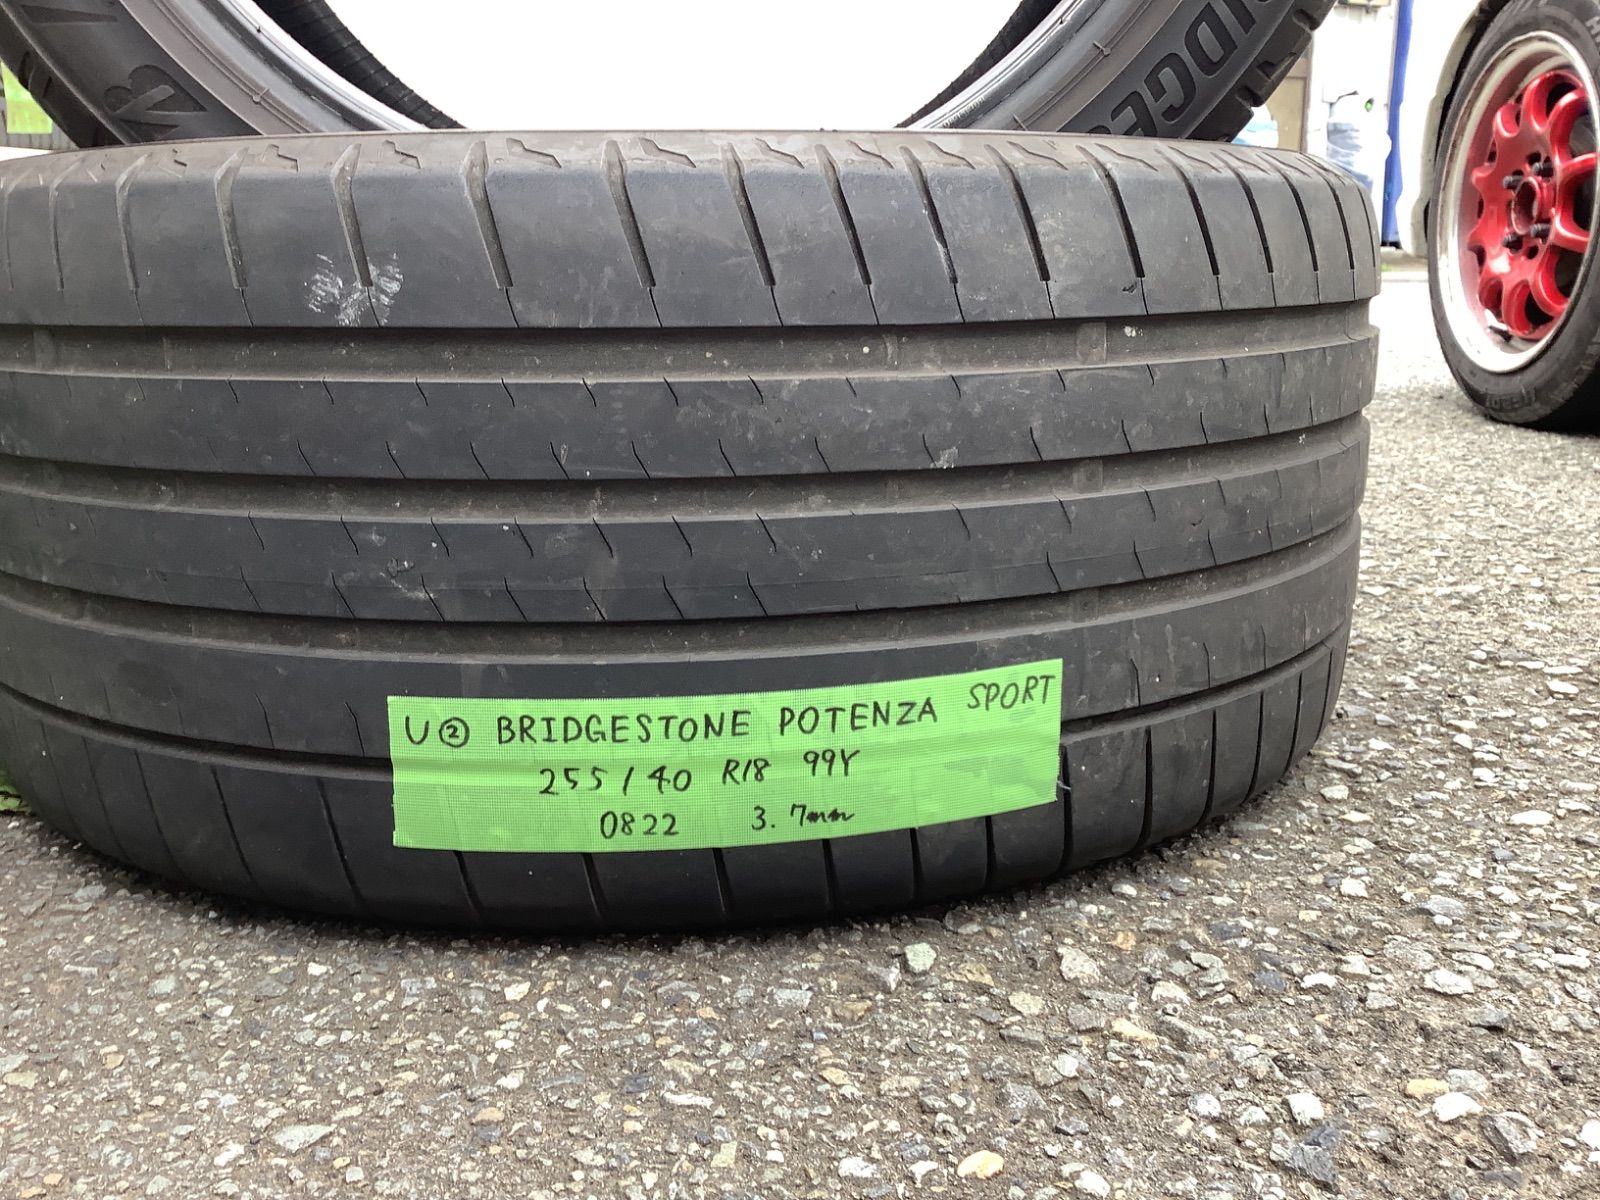 U② BRIDGESTONE POTENZA SPORT
255/40 R18 99Y
0822 3.7mm